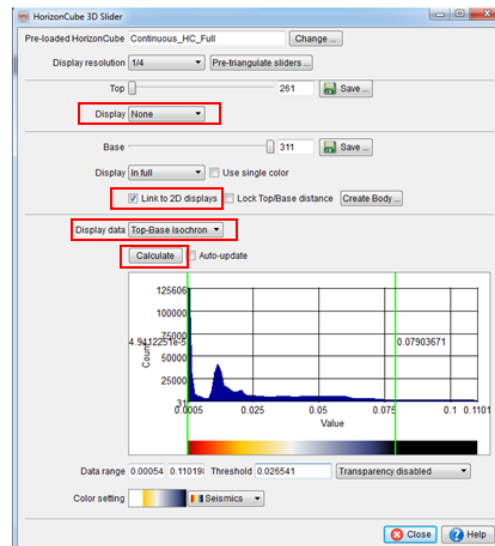 HorizonCube 3D Slider
Pre-loaded HorizonCube Continuous_HC_Full Change ...
Display resolution 1/4 Pre-triangulate sliders ...
Top 261 Save ...
Display None
Base 311 Save ...
Display In full Use single color
Link to 2D displays Lock Top/Base distance Create Body ...
Display data Top-Base Isochron
Calculate Auto-update
125606
100000
75000
4.9412251e-5 0.07903671
Count
50000
25000
31
0.0005 0.025 0.05 0.075 0.1 0.1101
Value
Data range 0.00054 0.110198 Threshold 0.026541 Transparency disabled
Color setting Seismics
Close Help